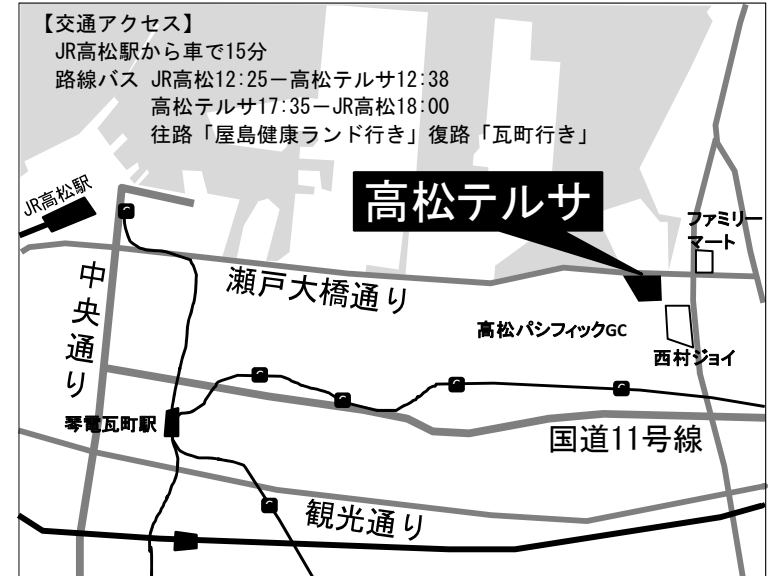 【交通アクセス】
JR高松駅から車で15分
路線バス JR高松12:25－高松テルサ12:38
高松テルサ17:35－JR高松18:00
往路「屋島健康ランド行き」復路「瓦町行き」
高松テルサ
JR高松駅
ファミリー
マート
中央通り
瀬戸大橋通り
高松パシフィックGC
西村ジョイ
琴電瓦町駅
国道11号線
観光通り